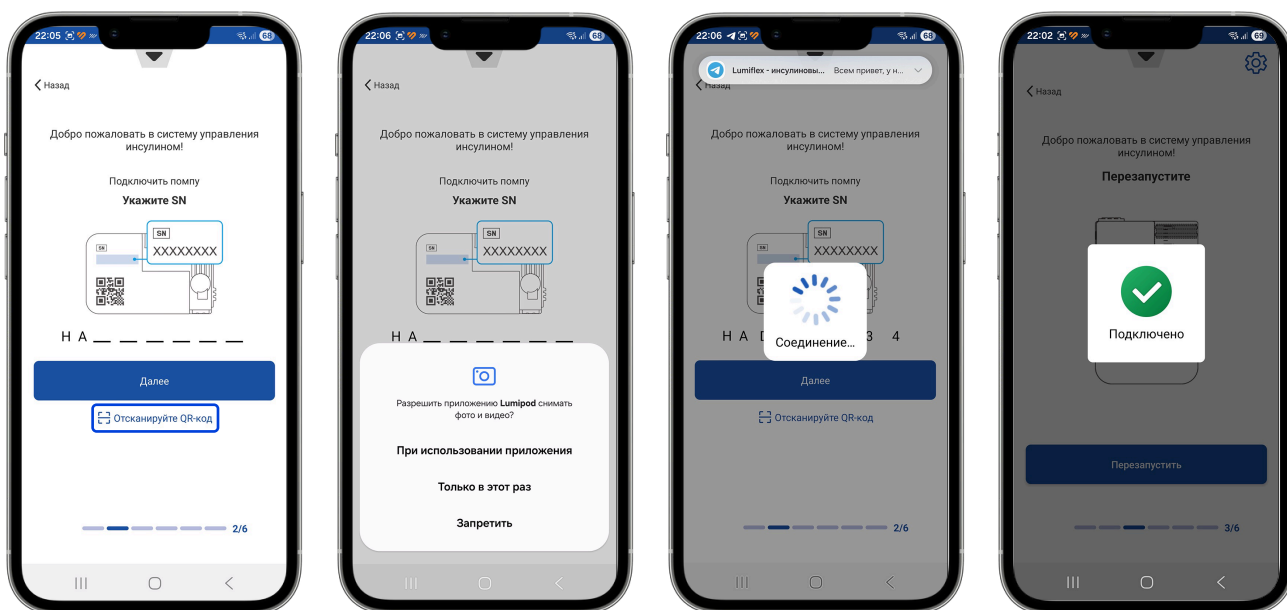 22:05
68
Назад
Добро пожаловать в систему управления
инсулином!
Подключить помпу
Укажите SN
SN
SN
XXXXXXXX
H A _ _ _ _ _ _
Далее
Отсканируйте QR-код
2/6
22:06
68
Назад
Добро пожаловать в систему управления
инсулином!
Подключить помпу
Укажите SN
SN
SN
XXXXXXXX
H A _ _ _ _ _ _
Разрешить приложению Lumipod снимать
фото и видео?
При использовании приложения
Только в этот раз
Запретить
22:06
68
Lumiflex - инсулиновы... Всем привет, у н...
Назад
Добро пожаловать в систему управления
инсулином!
Подключить помпу
Укажите SN
SN
SN
XXXXXXXX
H A
3 4
Соединение...
Далее
Отсканируйте QR-код
2/6
22:02
69
Назад
Добро пожаловать в систему управления
инсулином!
Перезапустите
Подключено
Перезапустить
3/6